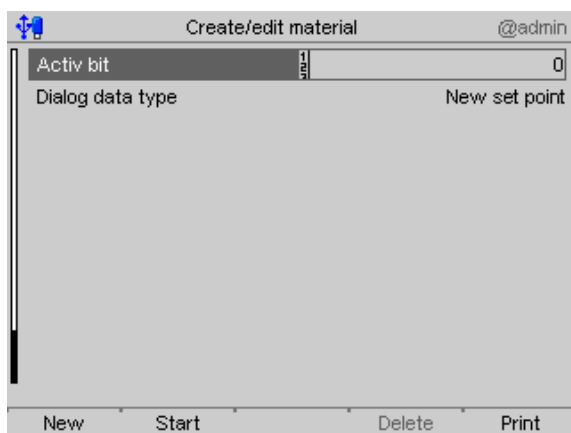 Create/edit material @admin
Activ bit 0
Dialog data type New set point
New Start Delete Print